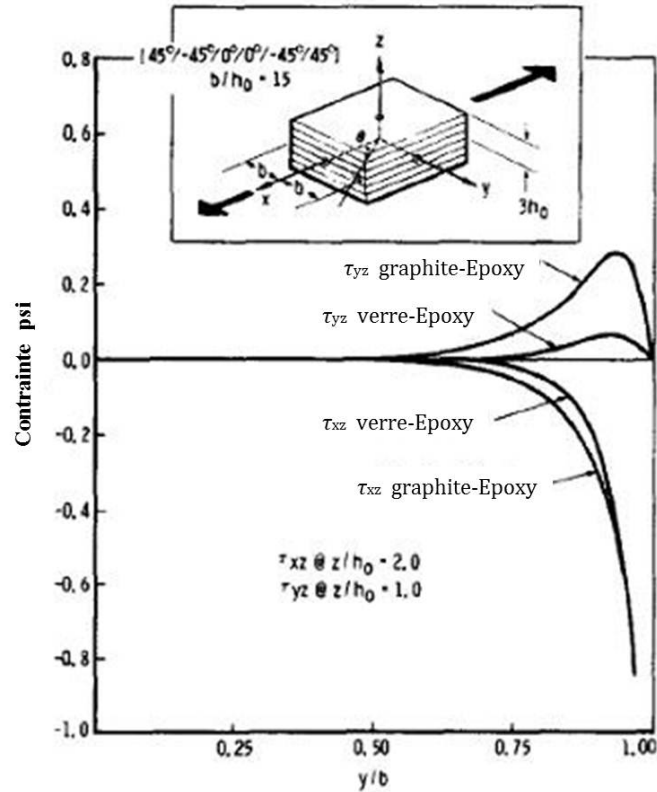 [45°/-45°/0°/0°/-45°/45°]
b/h₀ = 15
z
θ
b
b
x
y
3h₀
0.8
0.6
0.4
0.2
0.0
-0.2
-0.4
-0.6
-0.8
-1.0
Contrainte psi
τyz graphite-Epoxy
τyz verre-Epoxy
τxz verre-Epoxy
τxz graphite-Epoxy
τxz @ z/h₀ = 2.0
τyz @ z/h₀ = 1.0
0.25
0.50
0.75
1.00
y/b